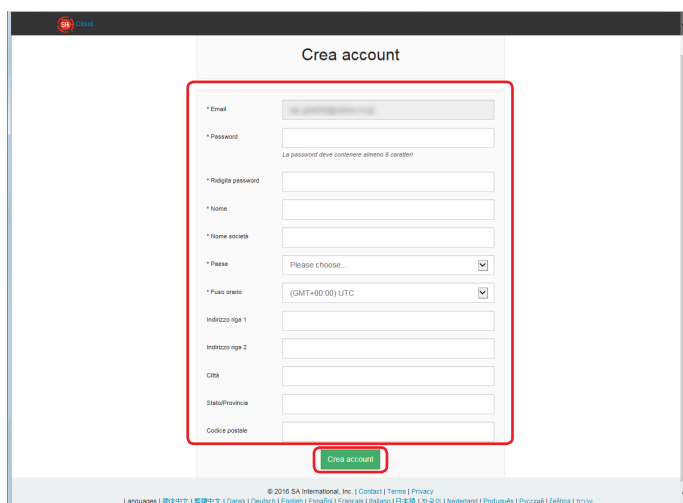 SAi Cloud
Crea account
* Email
* Password
La password deve contenere almeno 6 caratteri
* Ridigita password
* Nome
* Nome società
* Paese Please choose...
* Fuso orario (GMT+00:00) UTC
Indirizzo riga 1
Indirizzo riga 2
Città
Stato/Provincia
Codice postale
Crea account
© 2016 SA International, Inc. | Contact | Terms | Privacy
Languages | 简体中文 | 繁體中文 | Dansk | Deutsch | English | Español | Français | Italiano | 日本語 | 한국어 | Nederland | Português | Русский | čeština | עברית